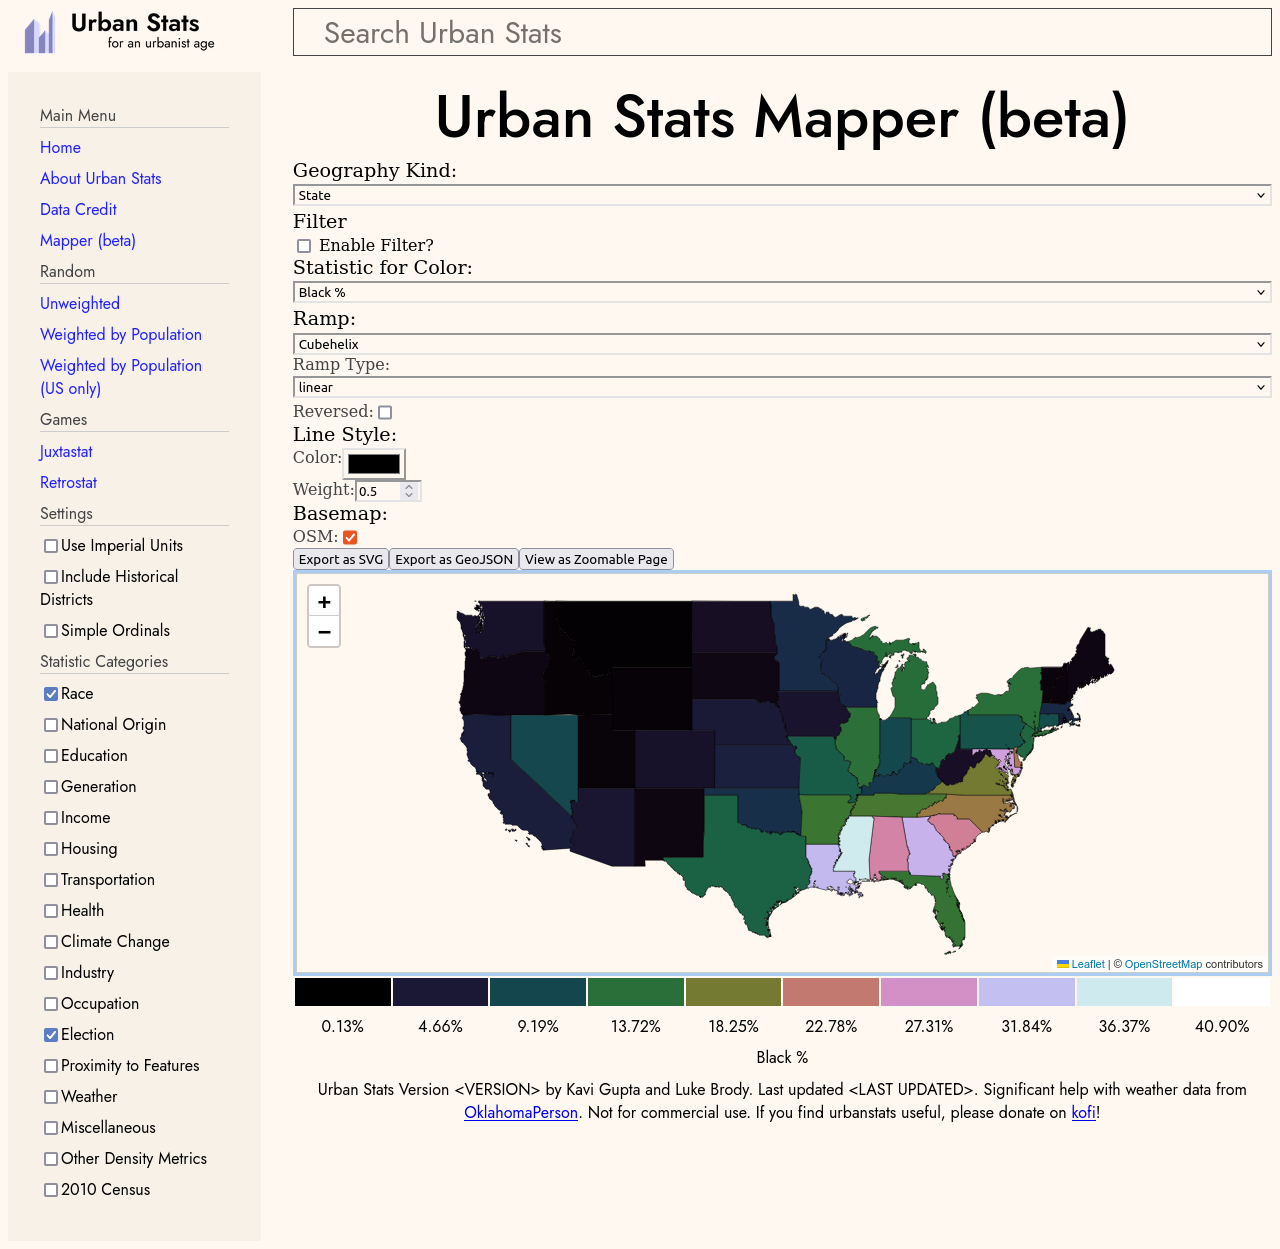 Urban Stats
for an urbanist age
Search Urban Stats
Main Menu
Home
About Urban Stats
Data Credit
Mapper (beta)
Random
Unweighted
Weighted by Population
Weighted by Population
(US only)
Games
Juxtastat
Retrostat
Settings
Use Imperial Units
Include Historical
Districts
Simple Ordinals
Statistic Categories
Race
National Origin
Education
Generation
Income
Housing
Transportation
Health
Climate Change
Industry
Occupation
Election
Proximity to Features
Weather
Miscellaneous
Other Density Metrics
2010 Census
Urban Stats Mapper (beta)
Geography Kind:
State
Filter
Enable Filter?
Statistic for Color:
Black %
Ramp:
Cubehelix
Ramp Type:
linear
Reversed:
Line Style:
Color:
Weight: 0.5
Basemap:
OSM:
Export as SVG Export as GeoJSON View as Zoomable Page
+
−
Leaflet | © OpenStreetMap contributors
0.13% 4.66% 9.19% 13.72% 18.25% 22.78% 27.31% 31.84% 36.37% 40.90%
Black %
Urban Stats Version <VERSION> by Kavi Gupta and Luke Brody. Last updated <LAST UPDATED>. Significant help with weather data from
OklahomaPerson. Not for commercial use. If you find urbanstats useful, please donate on kofi!